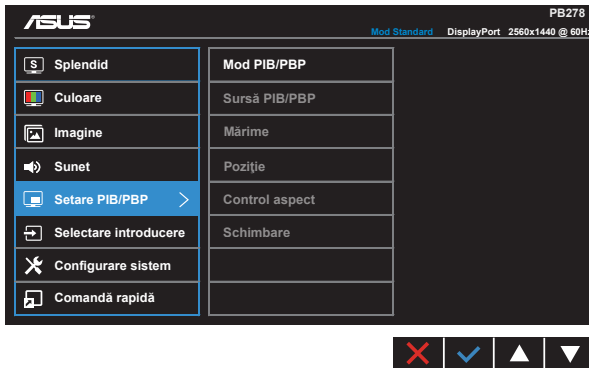 ASUS
PB278
Mod Standard DisplayPort 2560x1440 @ 60Hz
S Splendid
Culoare
Imagine
Sunet
Setare PIB/PBP
Selectare introducere
Configurare sistem
Comandă rapidă
Mod PIB/PBP
Sursă PIB/PBP
Mărime
Poziţie
Control aspect
Schimbare